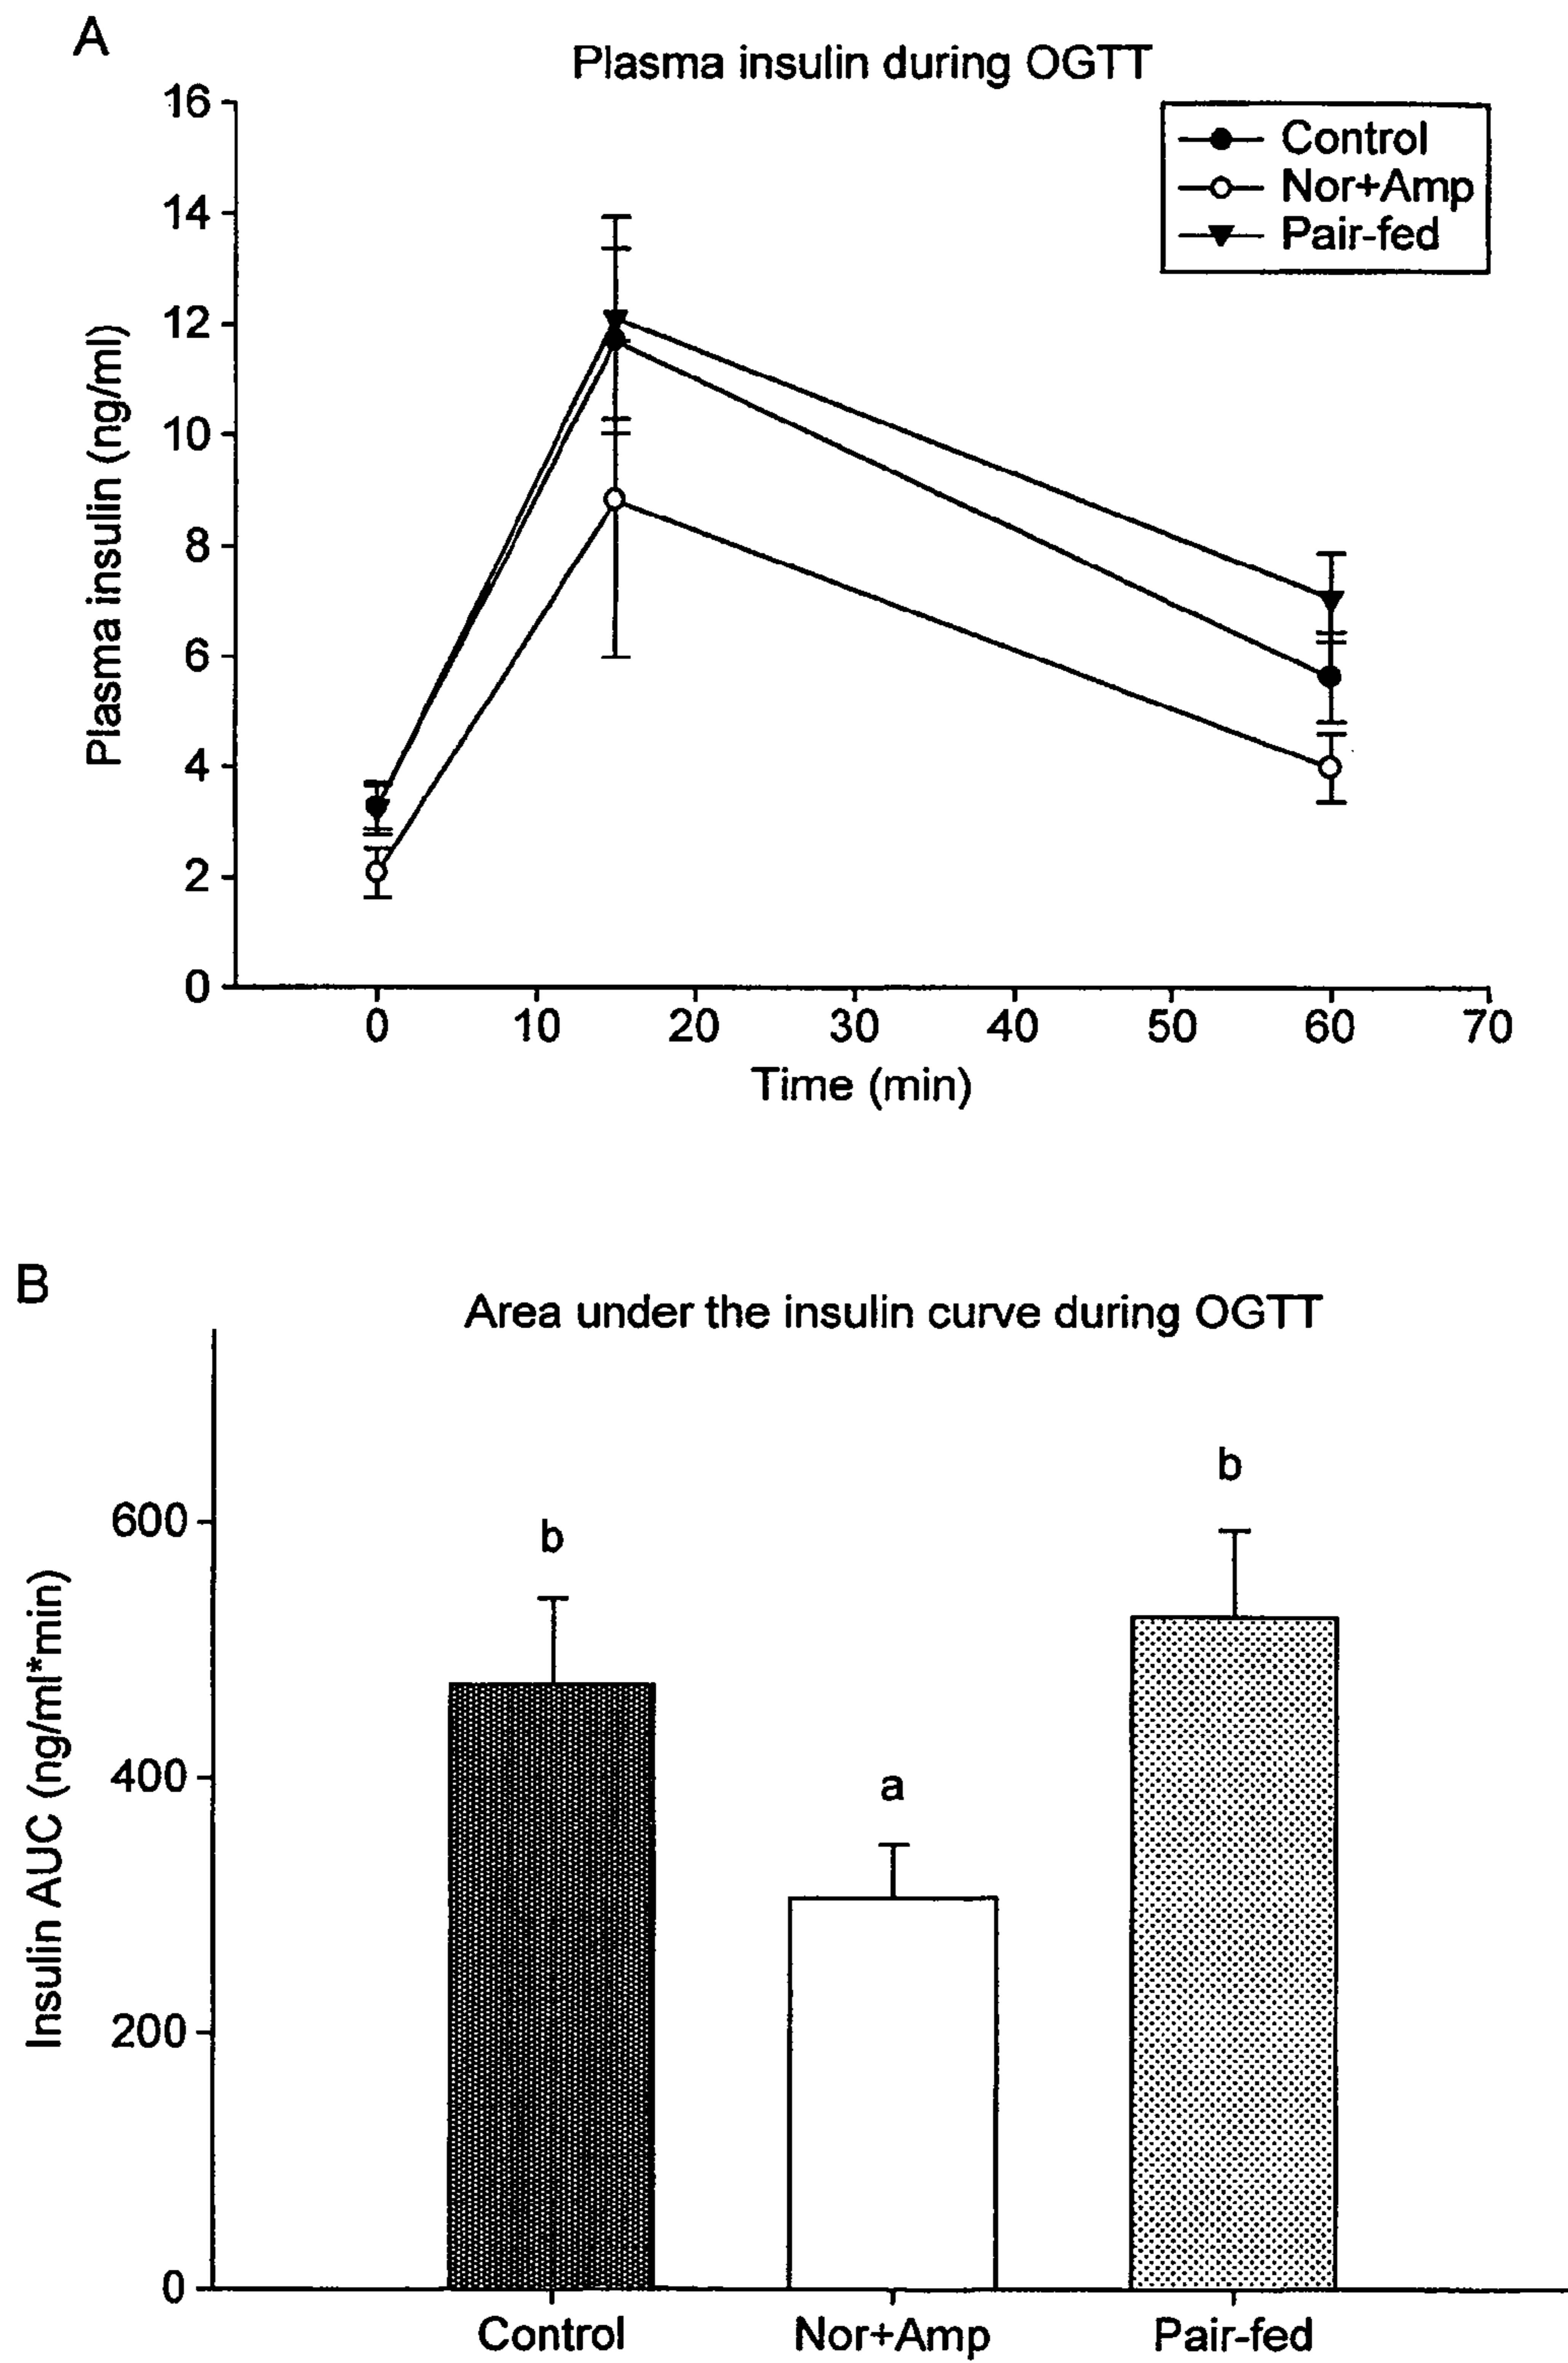 A
Plasma insulin during OGTT
16
14
12
10
8
6
4
2
0
Plasma insulin (ng/ml)
Control
Nor+Amp
Pair-fed
0 10 20 30 40 50 60 70
Time (min)
B
Area under the insulin curve during OGTT
600
400
200
0
Insulin AUC (ng/ml*min)
b
a
b
Control Nor+Amp Pair-fed